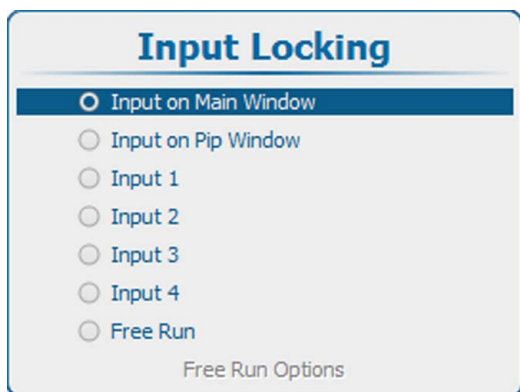 Input Locking
Input on Main Window
Input on Pip Window
Input 1
Input 2
Input 3
Input 4
Free Run
Free Run Options